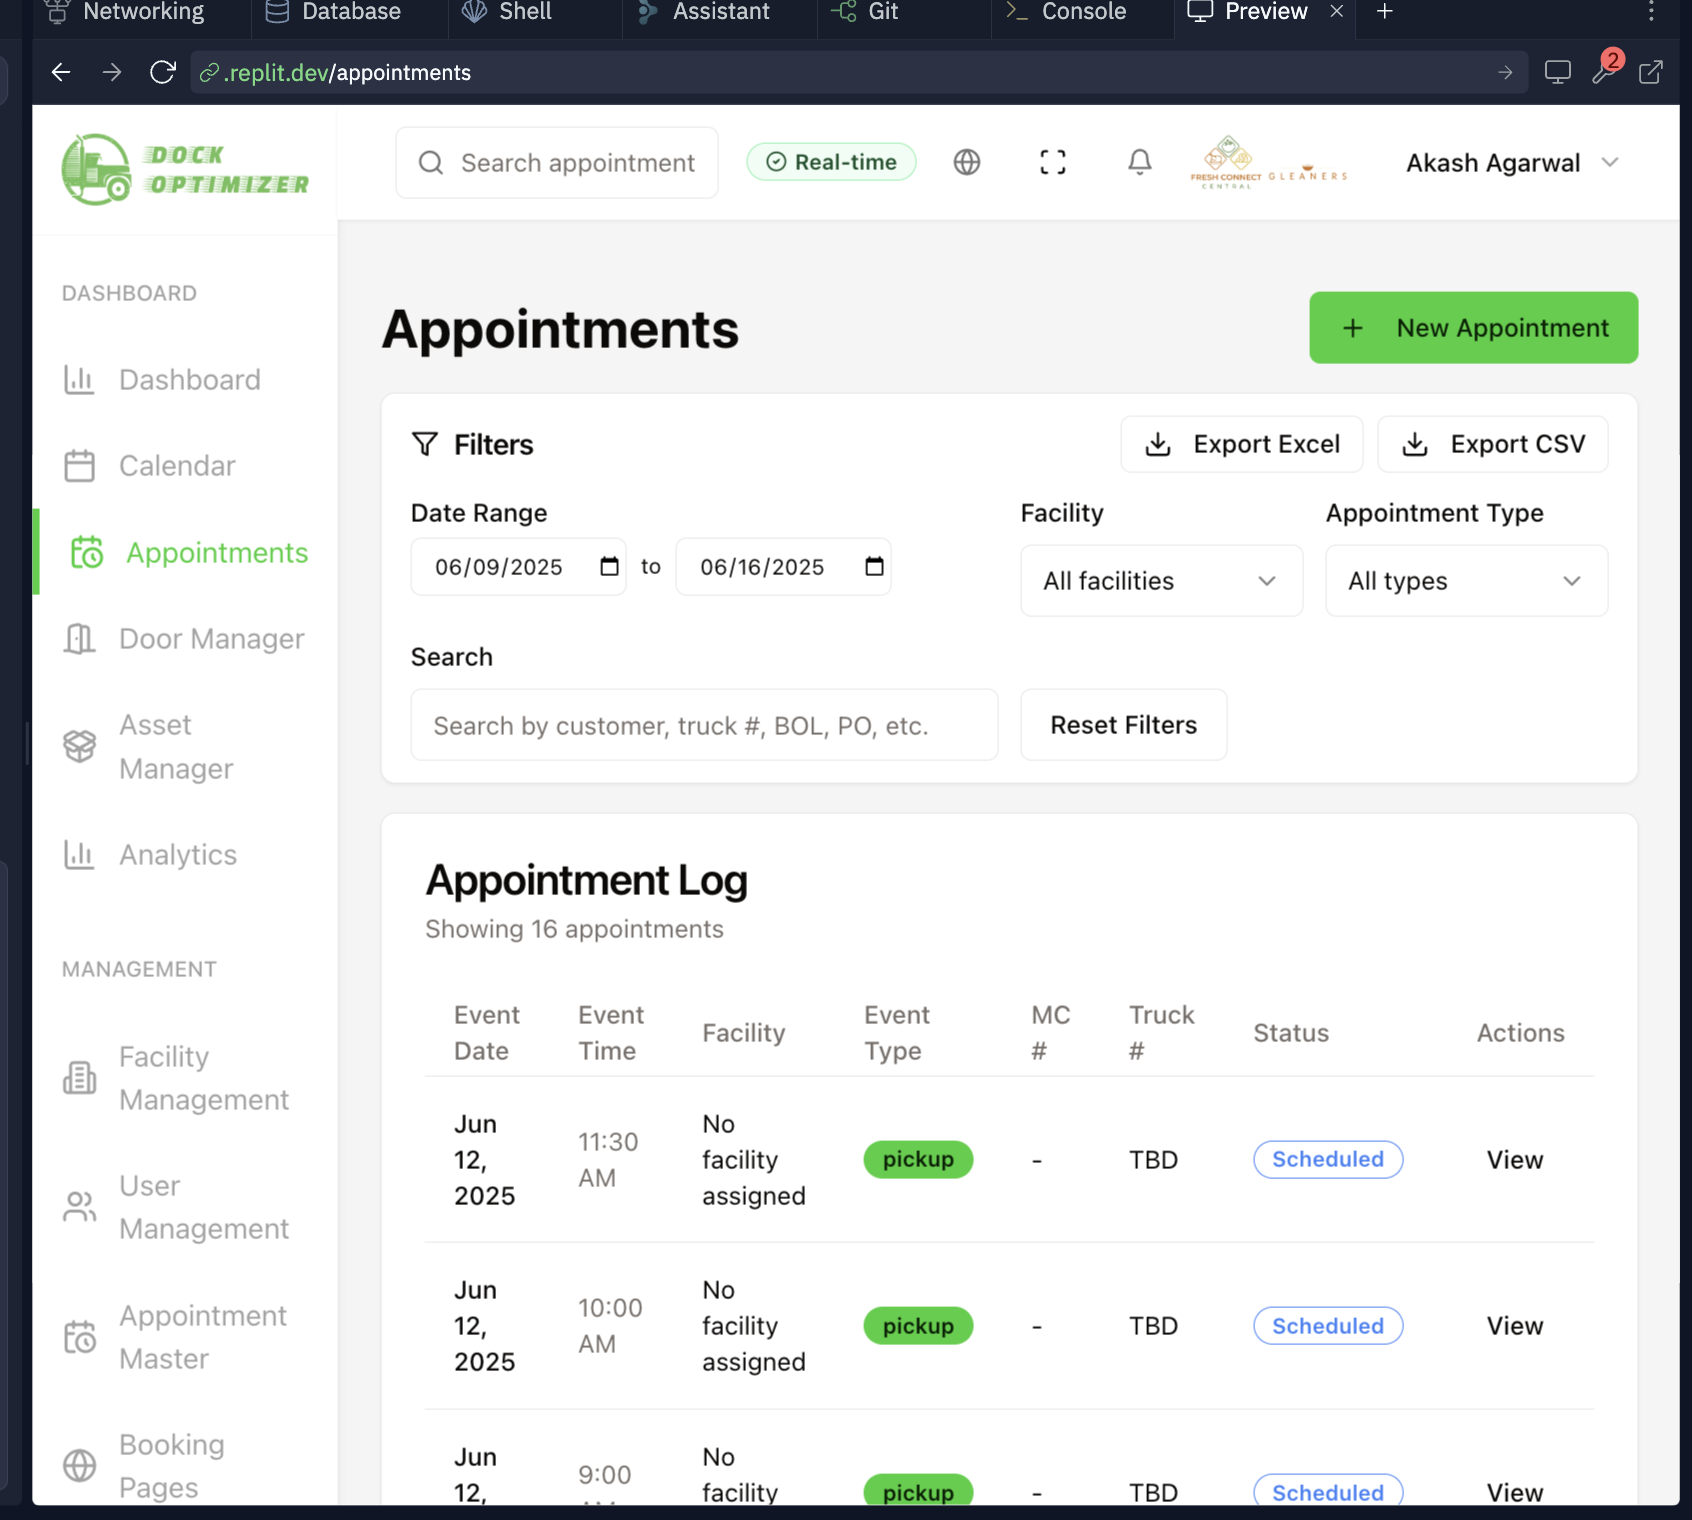 Networking
Database
Shell
Assistant
Git
Console
Preview
.replit.dev/appointments
2
DOCK
OPTIMIZER
Search appointment
Real-time
FRESH CONNECT
CENTRAL
GLEANERS
Akash Agarwal
DASHBOARD
Dashboard
Calendar
Appointments
Door Manager
Asset
Manager
Analytics
MANAGEMENT
Facility
Management
User
Management
Appointment
Master
Booking
Pages
Appointments
+ New Appointment
Filters
Export Excel
Export CSV
Date Range
06/09/2025 to 06/16/2025
Facility
All facilities
Appointment Type
All types
Search
Search by customer, truck #, BOL, PO, etc.
Reset Filters
Appointment Log
Showing 16 appointments
Event
Date
Event
Time
Facility
Event
Type
MC
#
Truck
#
Status
Actions
Jun
12,
2025
11:30
AM
No
facility
assigned
pickup
-
TBD
Scheduled
View
Jun
12,
2025
10:00
AM
No
facility
assigned
pickup
-
TBD
Scheduled
View
Jun
12,
9:00
No
facility
pickup
-
TBD
Scheduled
View